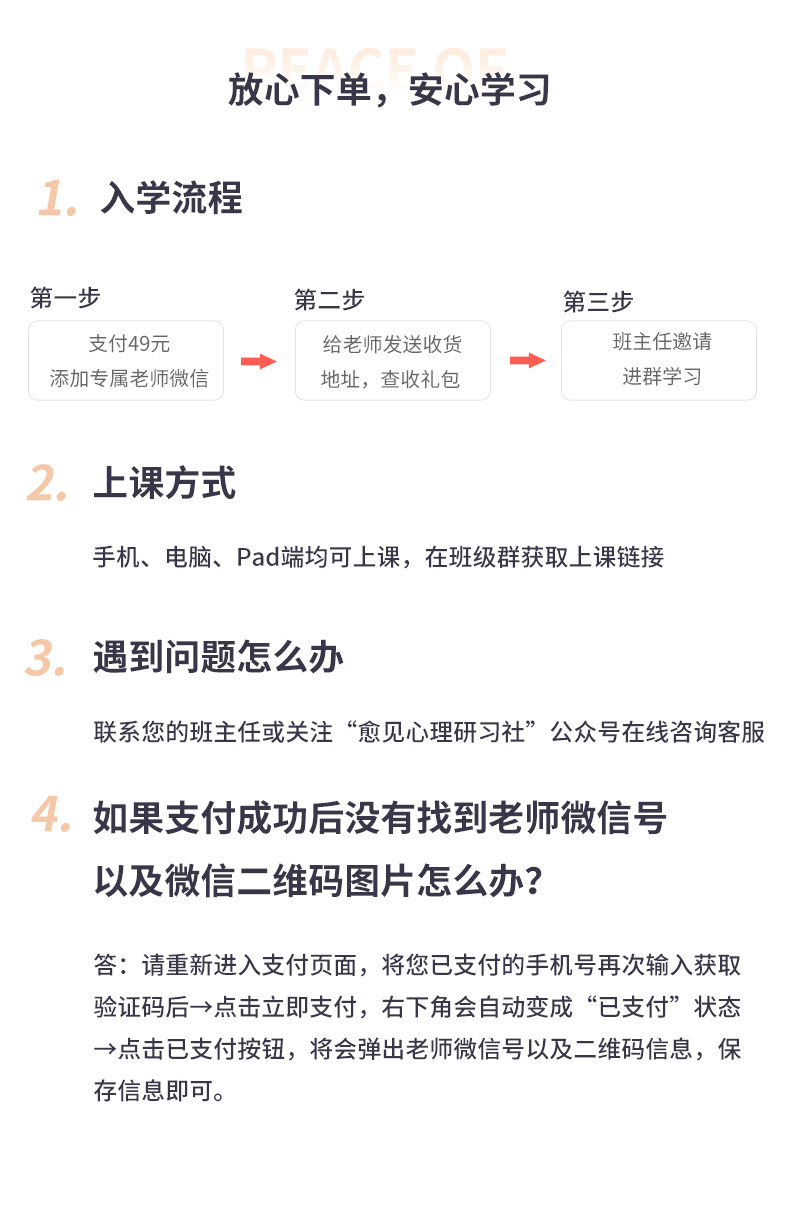 PEACE OF
放心下单，安心学习
1. 入学流程
第一步
支付49元
添加专属老师微信
第二步
给老师发送收货
地址，查收礼包
第三步
班主任邀请
进群学习
2. 上课方式
手机、电脑、Pad端均可上课，在班级群获取上课链接
3. 遇到问题怎么办
联系您的班主任或关注“愈见心理研习社”公众号在线咨询客服
4. 如果支付成功后没有找到老师微信号
以及微信二维码图片怎么办？
答：请重新进入支付页面，将您已支付的手机号再次输入获取
验证码后→点击立即支付，右下角会自动变成“已支付”状态
→点击已支付按钮，将会弹出老师微信号以及二维码信息，保
存信息即可。